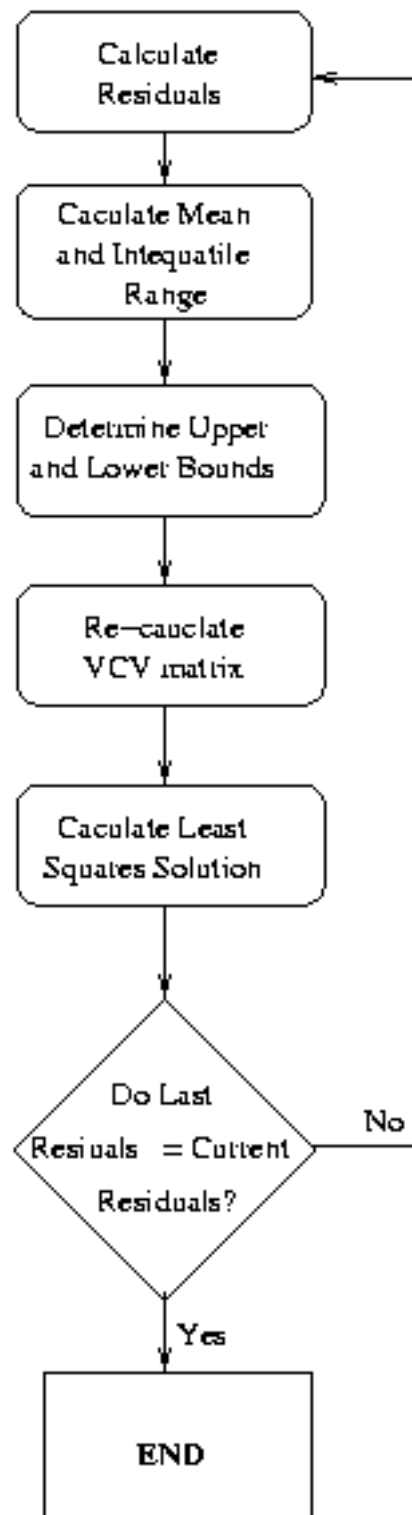 Calculate
Residuals
Caculate Mean
and Intequatile
Range
Determine Upper
and Lower Bounds
Re-cauclate
VCV matrix
Caculate Least
Squares Solution
Do Last
Resiuals = Current
Residuals?
No
Yes
END